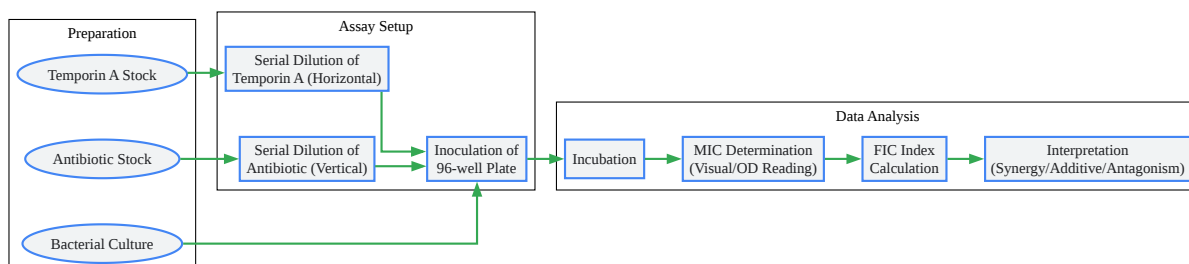 Preparation
Temporin A Stock
Antibiotic Stock
Bacterial Culture
Assay Setup
Serial Dilution of
Temporin A (Horizontal)
Serial Dilution of
Antibiotic (Vertical)
Inoculation of
96-well Plate
Data Analysis
Incubation
MIC Determination
(Visual/OD Reading)
FIC Index
Calculation
Interpretation
(Synergy/Additive/Antagonism)